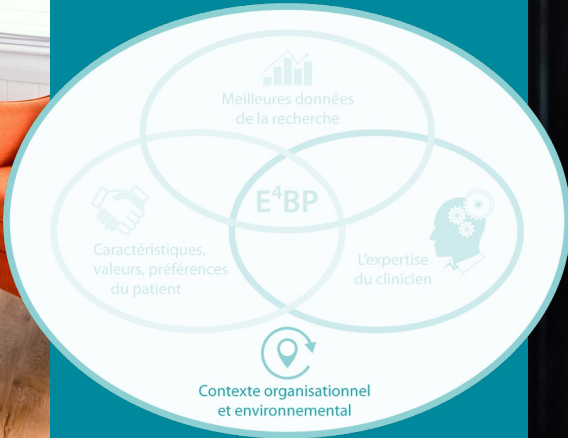 Meilleures données
de la recherche
E⁴BP
Caractéristiques,
valeurs, préférences
du patient
L'expertise
du clinicien
Contexte organisationnel
et environnemental